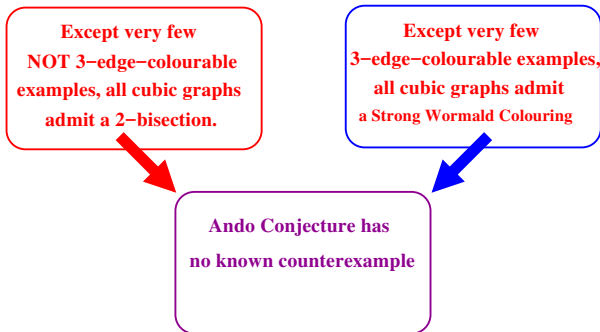 Except very few
NOT 3−edge−colourable
examples, all cubic graphs
admit a 2−bisection.
Except very few
3−edge−colourable examples,
all cubic graphs admit
a Strong Wormald Colouring
Ando Conjecture has
no known counterexample